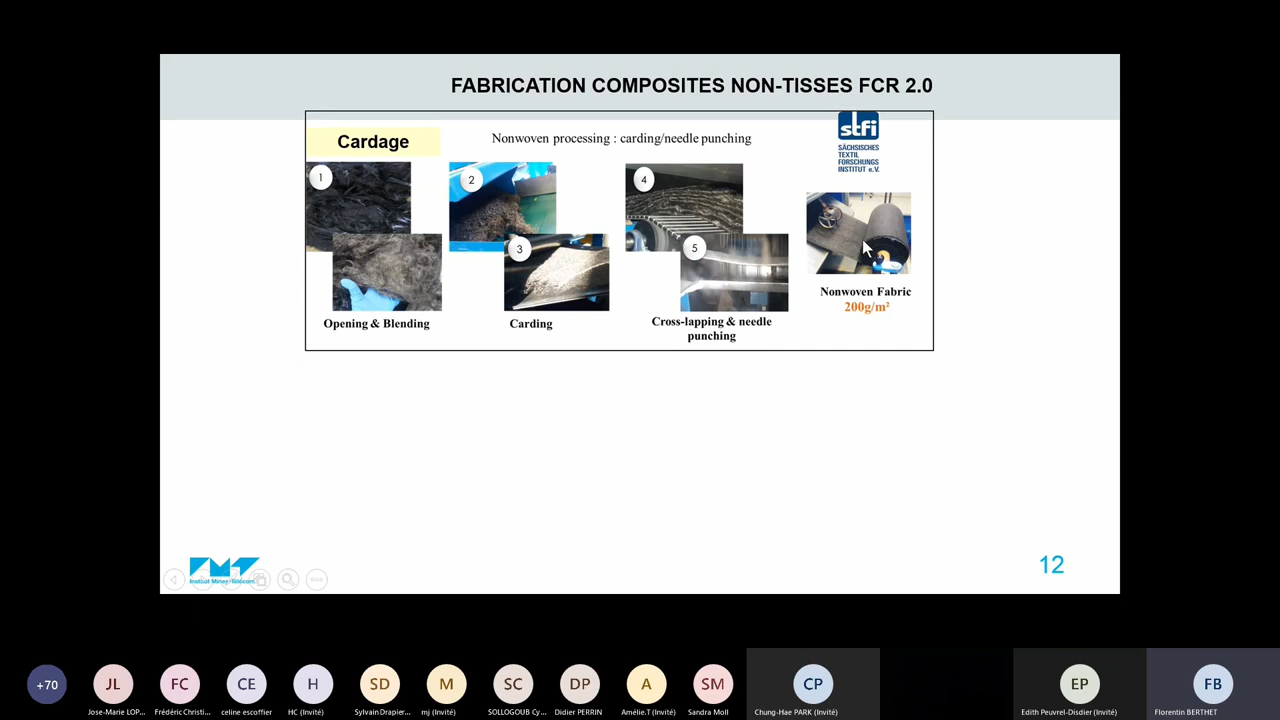 FABRICATION COMPOSITES NON-TISSES FCR 2.0
Cardage
Nonwoven processing : carding/needle punching
stfi
SÄCHSISCHES
TEXTIL
FORSCHUNGS
INSTITUT e.V.
1
2
3
4
5
Opening & Blending
Carding
Cross-lapping & needle
punching
Nonwoven Fabric
200g/m²
IMT
Institut Mines-Télécom
12
+70
JL
FC
CE
H
SD
M
SC
DP
A
SM
CP
EP
FB
Jose-Marie LOP...
Frédéric Christi...
celine escoffier
HC (Invité)
Sylvain Drapier...
mj (Invité)
SOLLOGOUB Cy...
Didier PERRIN
Amélie.T (Invité)
Sandra Moll
Chung-Hae PARK (Invité)
Edith Peuvrel-Disdier (Invité)
Florentin BERTHET